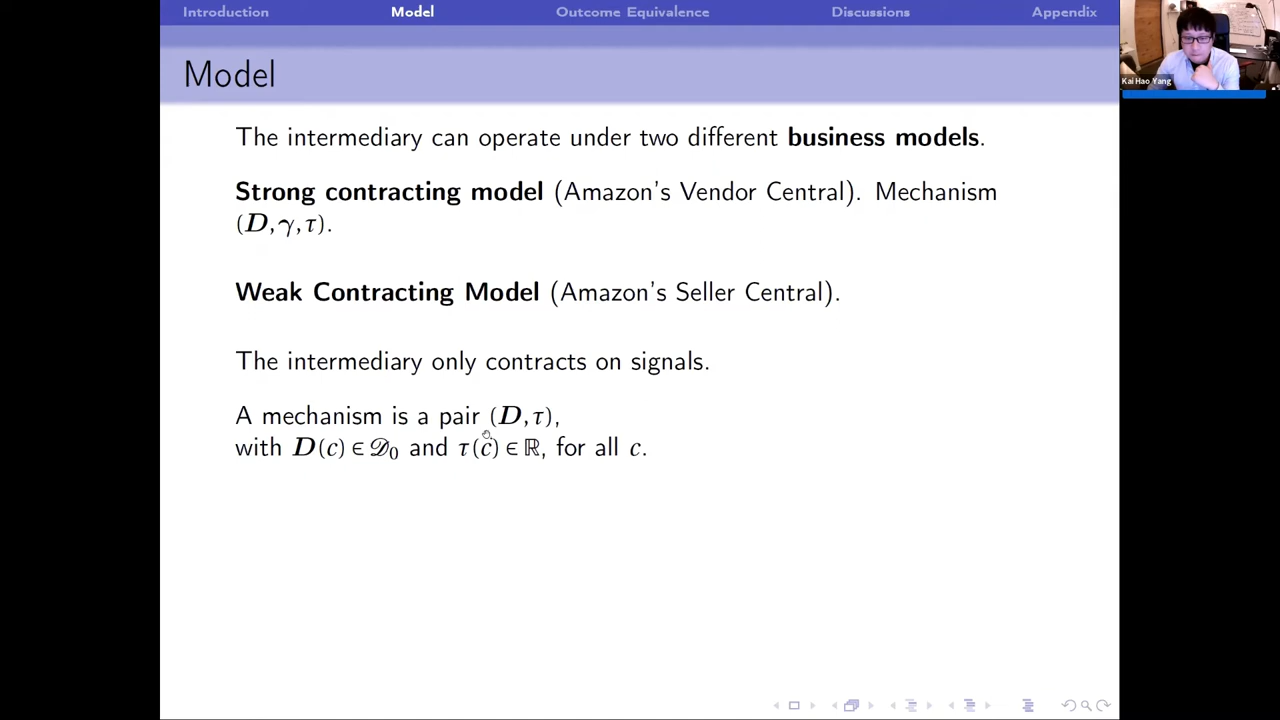 Introduction Model Outcome Equivalence Discussions Appendix
Model
Kai Hao Yang
The intermediary can operate under two different business models.
Strong contracting model (Amazon's Vendor Central). Mechanism
(D, γ, τ).
Weak Contracting Model (Amazon's Seller Central).
The intermediary only contracts on signals.
A mechanism is a pair (D, τ),
with D(c) ∈ 𝒟₀ and τ(c) ∈ ℝ, for all c.